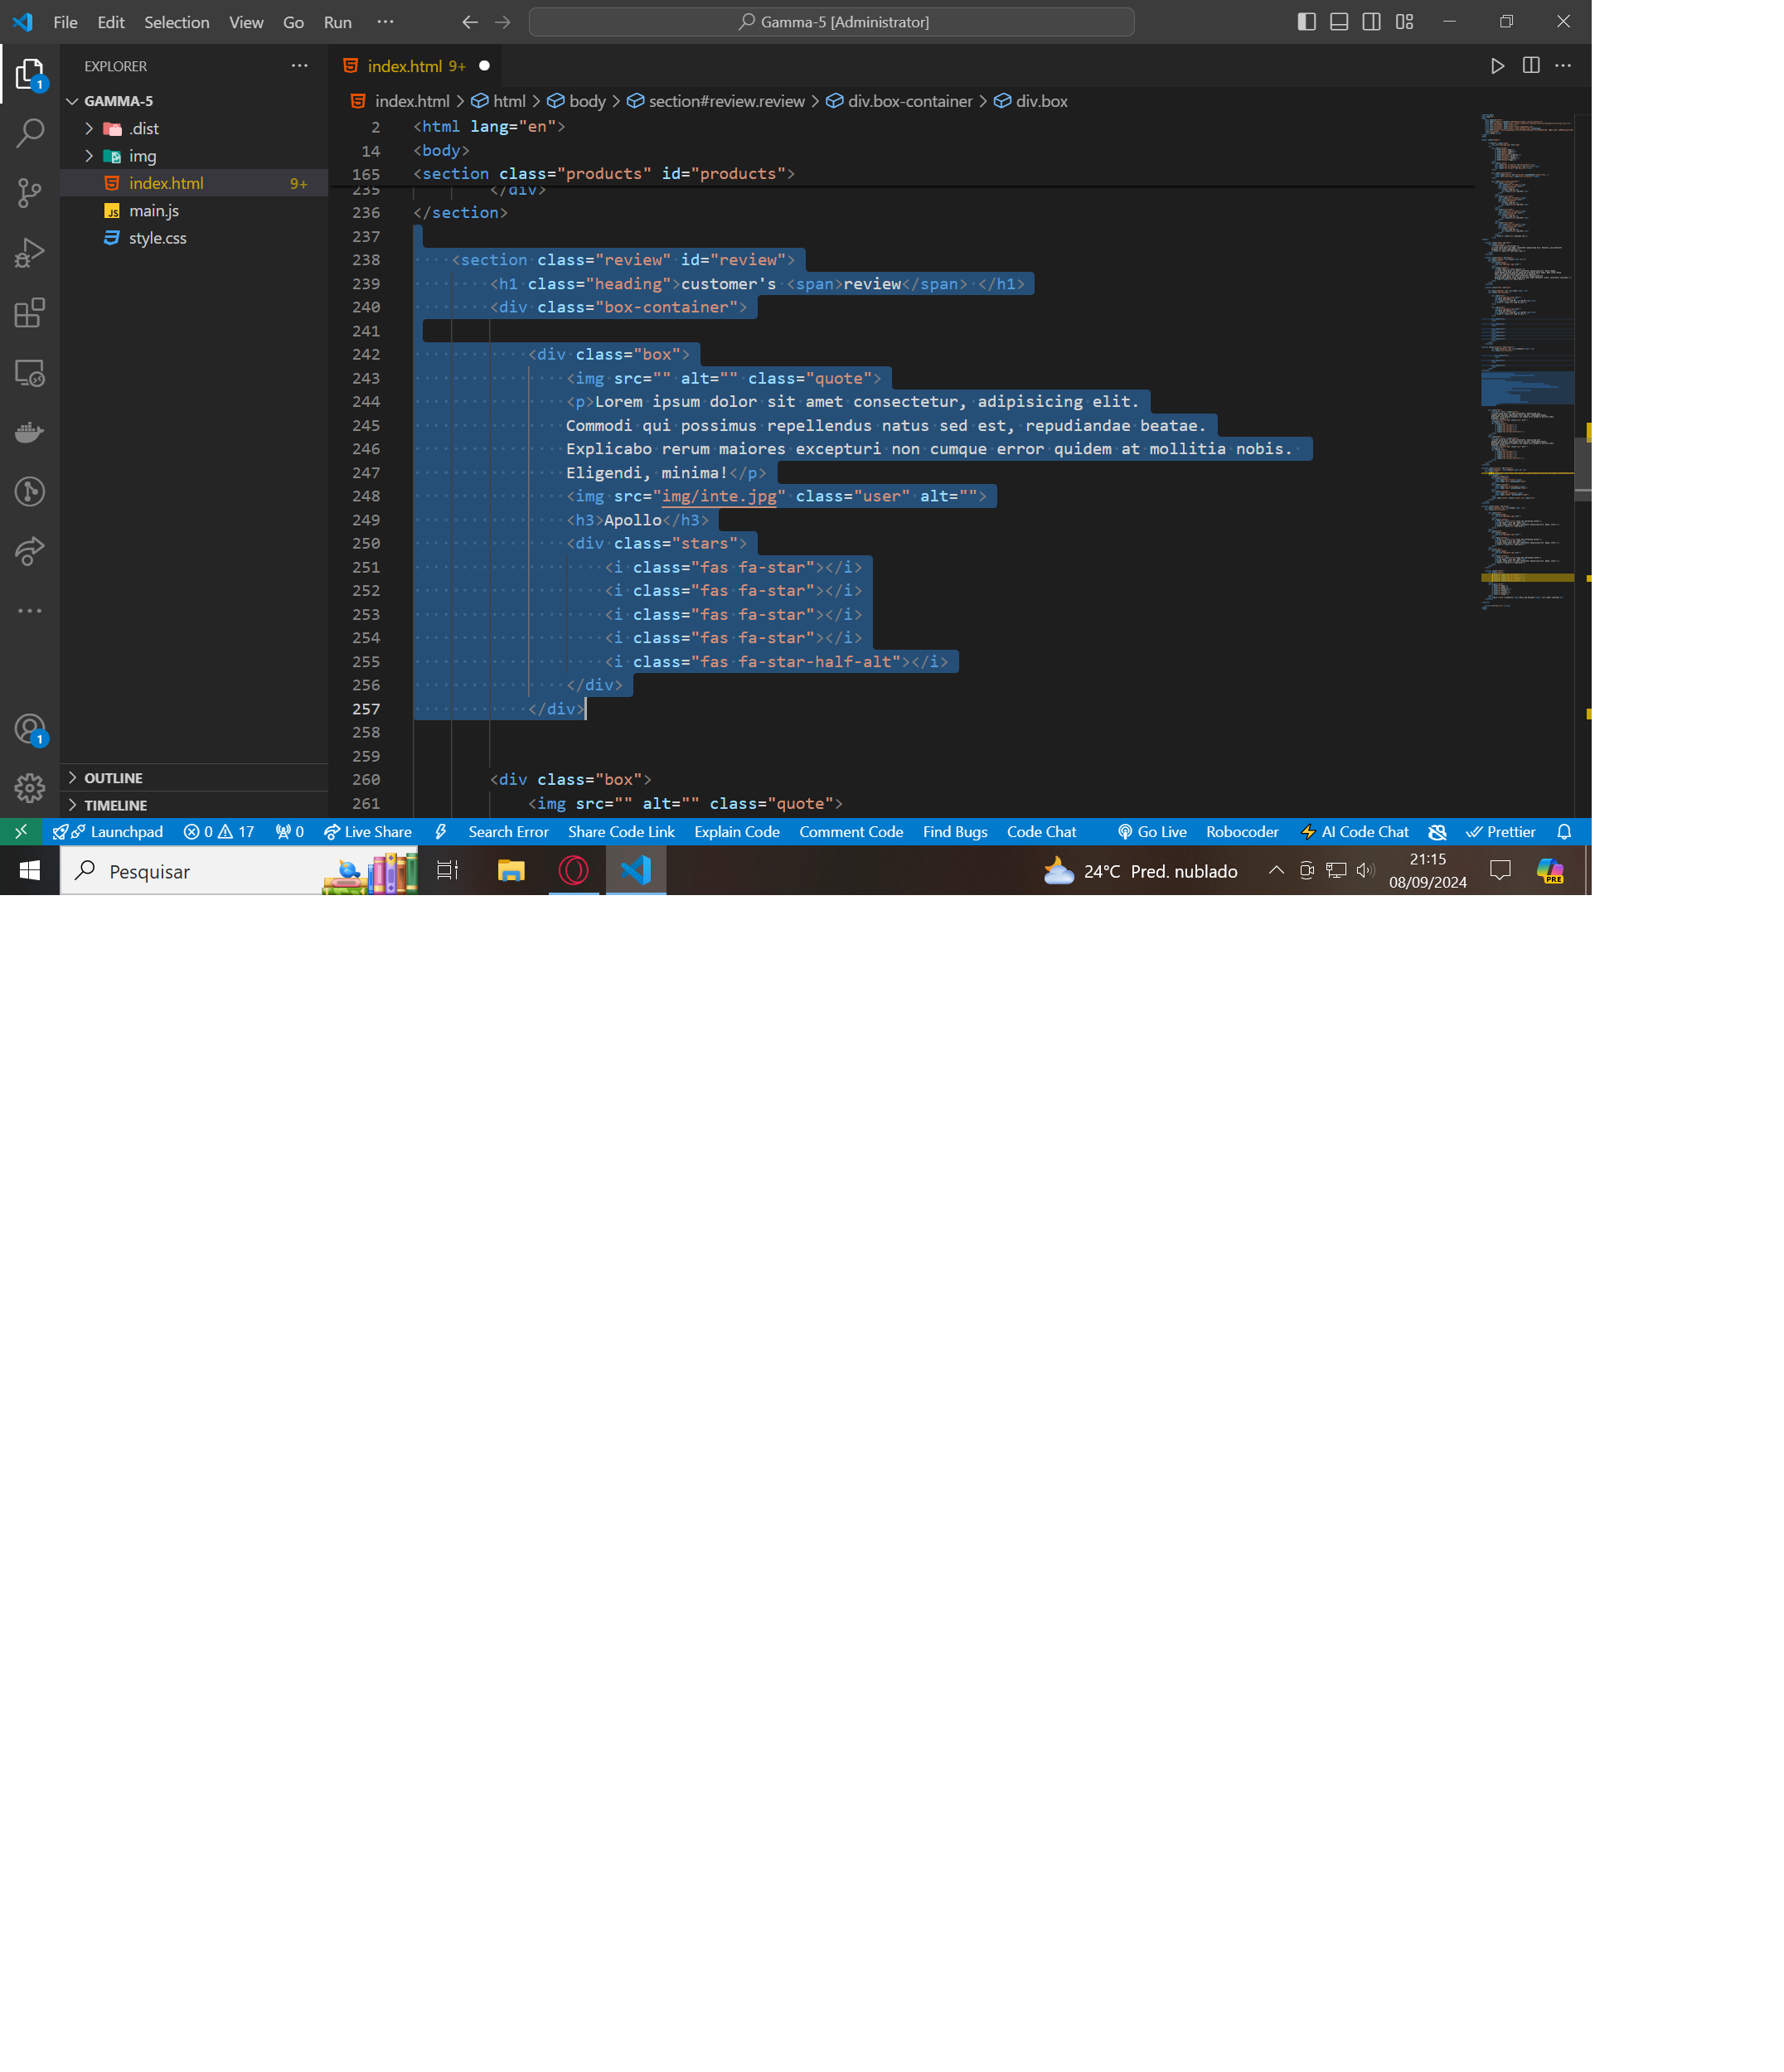 File Edit Selection View Go Run ··· Gamma-5 [Administrator]
EXPLORER ···
index.html 9+
GAMMA-5
.dist
img
index.html 9+
main.js
style.css
OUTLINE
TIMELINE
index.html > html > body > section#review.review > div.box-container > div.box
2 <html lang="en">
14 <body>
165 <section class="products" id="products">
235 </div>
236 </section>
237
238 <section class="review" id="review">
239 <h1 class="heading">customer's <span>review</span> </h1>
240 <div class="box-container">
241
242 <div class="box">
243 <img src="" alt="" class="quote">
244 <p>Lorem ipsum dolor sit amet consectetur, adipisicing elit.
245 Commodi qui possimus repellendus natus sed est, repudiandae beatae.
246 Explicabo rerum maiores excepturi non cumque error quidem at mollitia nobis.
247 Eligendi, minima!</p>
248 <img src="img/inte.jpg" class="user" alt="">
249 <h3>Apollo</h3>
250 <div class="stars">
251 <i class="fas fa-star"></i>
252 <i class="fas fa-star"></i>
253 <i class="fas fa-star"></i>
254 <i class="fas fa-star"></i>
255 <i class="fas fa-star-half-alt"></i>
256 </div>
257 </div>
258
259
260 <div class="box">
261 <img src="" alt="" class="quote">
1
1
Launchpad 0 17 0 Live Share Search Error Share Code Link Explain Code Comment Code Find Bugs Code Chat Go Live Robocoder AI Code Chat Prettier
Pesquisar 24°C Pred. nublado 21:15
08/09/2024
PRE